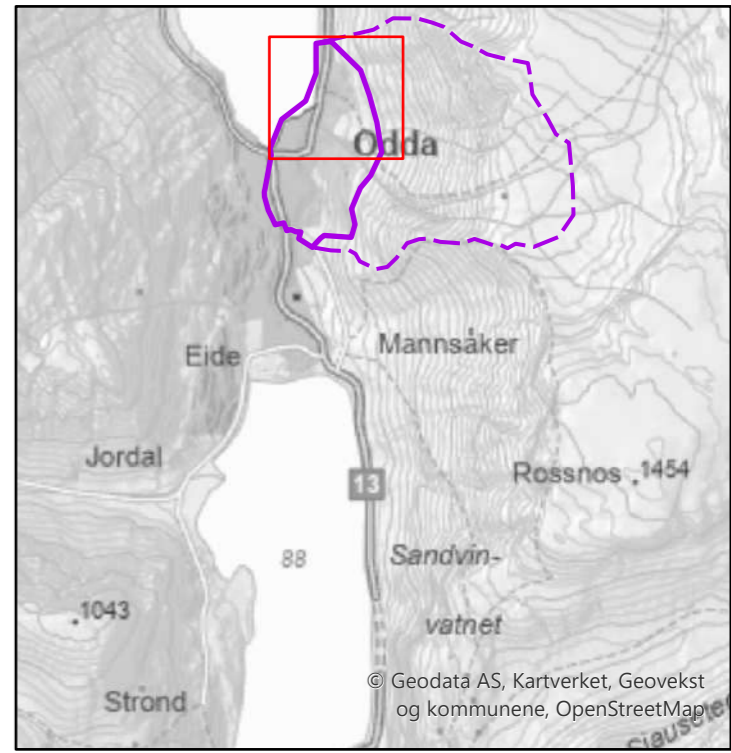 Odda
Eide
Mannsåker
Jordal
13
Rossnos
1454
88
Sandvin-
vatnet
1043
Strond
© Geodata AS, Kartverket, Geovekst
og kommunene, OpenStreetMap